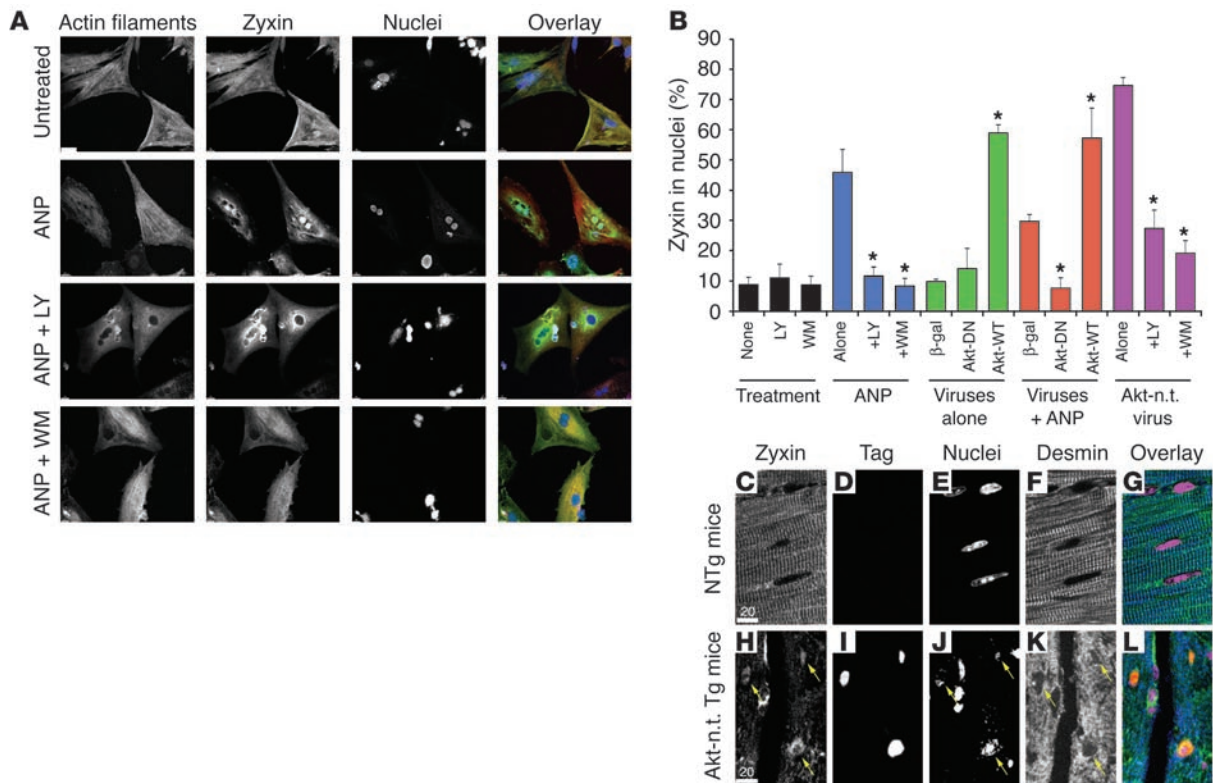 A
Actin filaments Zyxin Nuclei Overlay
Untreated
ANP
ANP + LY
ANP + WM
B
Zyxin in nuclei (%)
90
80
70
60
50
40
30
20
10
0
* * * * * * *
None LY WM Alone +LY +WM β-gal Akt-DN Akt-WT β-gal Akt-DN Akt-WT Alone +LY +WM
Treatment ANP Viruses alone Viruses + ANP Akt-n.t. virus
Zyxin Tag Nuclei Desmin Overlay
NTg mice
C D E F G
20
Akt-n.t. Tg mice
H I J K L
20